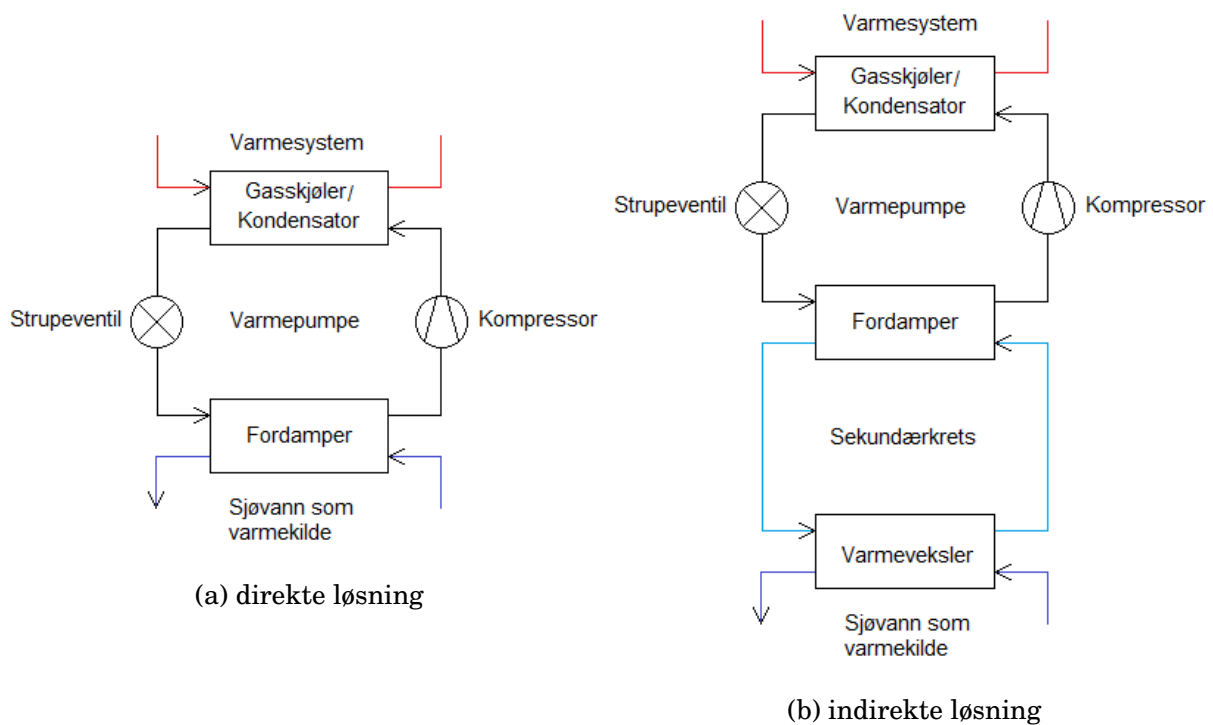 Varmesystem
Gasskjøler/
Kondensator
Strupeventil
Varmepumpe
Kompressor
Fordamper
Sjøvann som
varmekilde
(a) direkte løsning
Varmesystem
Gasskjøler/
Kondensator
Strupeventil
Varmepumpe
Kompressor
Fordamper
Sekundærkrets
Varmeveksler
Sjøvann som
varmekilde
(b) indirekte løsning